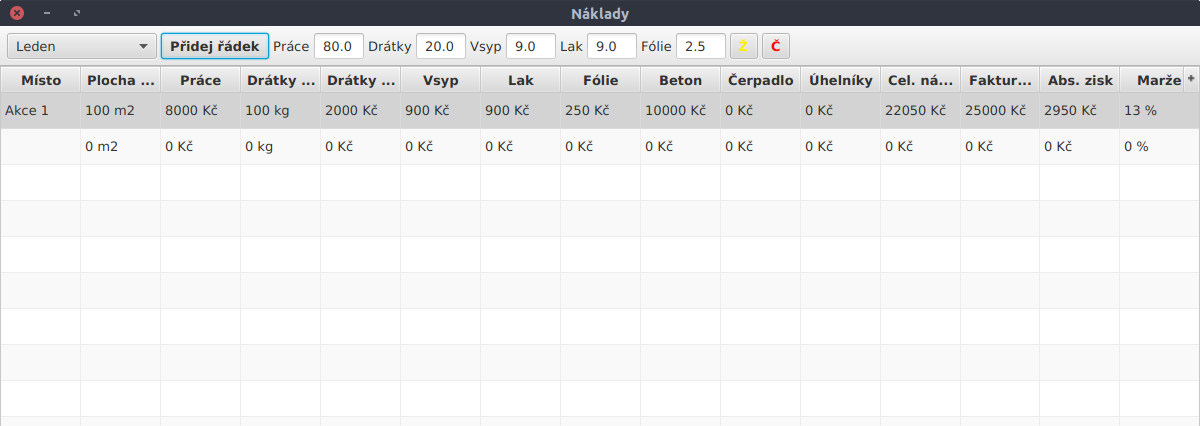 Náklady
Leden Přidej řádek Práce 80.0 Drátky 20.0 Vsyp 9.0 Lak 9.0 Fólie 2.5 Ž Č
Místo Plocha ... Práce Drátky ... Drátky ... Vsyp Lak Fólie Beton Čerpadlo Úhelníky Cel. ná... Faktur... Abs. zisk Marže +
Akce 1 100 m2 8000 Kč 100 kg 2000 Kč 900 Kč 900 Kč 250 Kč 10000 Kč 0 Kč 0 Kč 22050 Kč 25000 Kč 2950 Kč 13 %
0 m2 0 Kč 0 kg 0 Kč 0 Kč 0 Kč 0 Kč 0 Kč 0 Kč 0 Kč 0 Kč 0 Kč 0 Kč 0 %